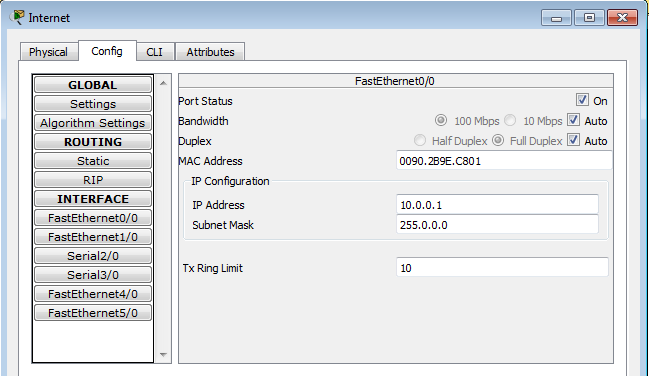 Internet
Physical Config CLI Attributes
GLOBAL
Settings
Algorithm Settings
ROUTING
Static
RIP
INTERFACE
FastEthernet0/0
FastEthernet1/0
Serial2/0
Serial3/0
FastEthernet4/0
FastEthernet5/0
FastEthernet0/0
Port Status On
Bandwidth 100 Mbps 10 Mbps Auto
Duplex Half Duplex Full Duplex Auto
MAC Address 0090.2B9E.C801
IP Configuration
IP Address 10.0.0.1
Subnet Mask 255.0.0.0
Tx Ring Limit 10